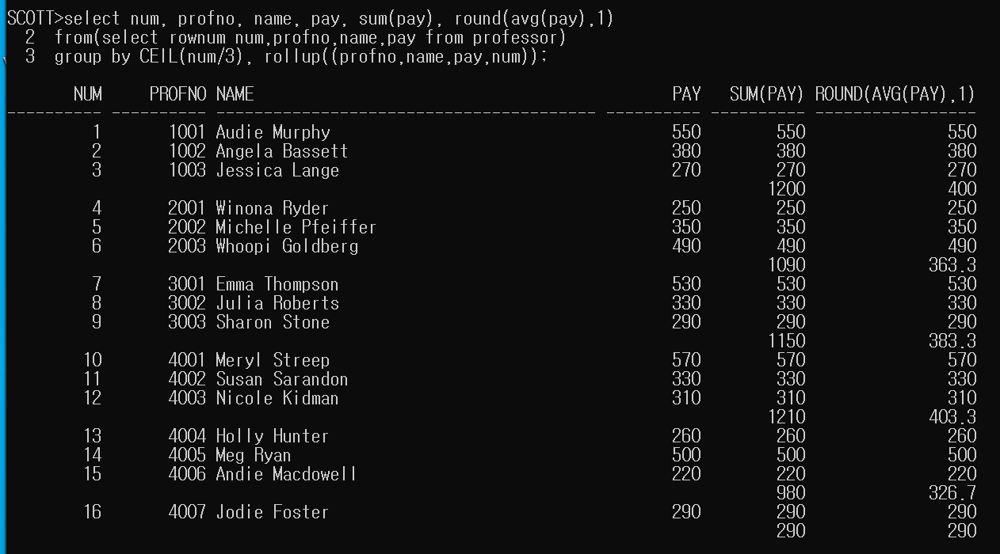 SCOTT>select num, profno, name, pay, sum(pay), round(avg(pay),1)
2 from(select rownum num,profno,name,pay from professor)
3 group by CEIL(num/3), rollup((profno,name,pay,num));
NUM PROFNO NAME PAY SUM(PAY) ROUND(AVG(PAY),1)
---------- ---------- ---------------------------------------- ---------- ---------- -----------------
1 1001 Audie Murphy 550 550 550
2 1002 Angela Bassett 380 380 380
3 1003 Jessica Lange 270 270 270
1200 400
4 2001 Winona Ryder 250 250 250
5 2002 Michelle Pfeiffer 350 350 350
6 2003 Whoopi Goldberg 490 490 490
1090 363.3
7 3001 Emma Thompson 530 530 530
8 3002 Julia Roberts 330 330 330
9 3003 Sharon Stone 290 290 290
1150 383.3
10 4001 Meryl Streep 570 570 570
11 4002 Susan Sarandon 330 330 330
12 4003 Nicole Kidman 310 310 310
1210 403.3
13 4004 Holly Hunter 260 260 260
14 4005 Meg Ryan 500 500 500
15 4006 Andie Macdowell 220 220 220
980 326.7
16 4007 Jodie Foster 290 290 290
290 290